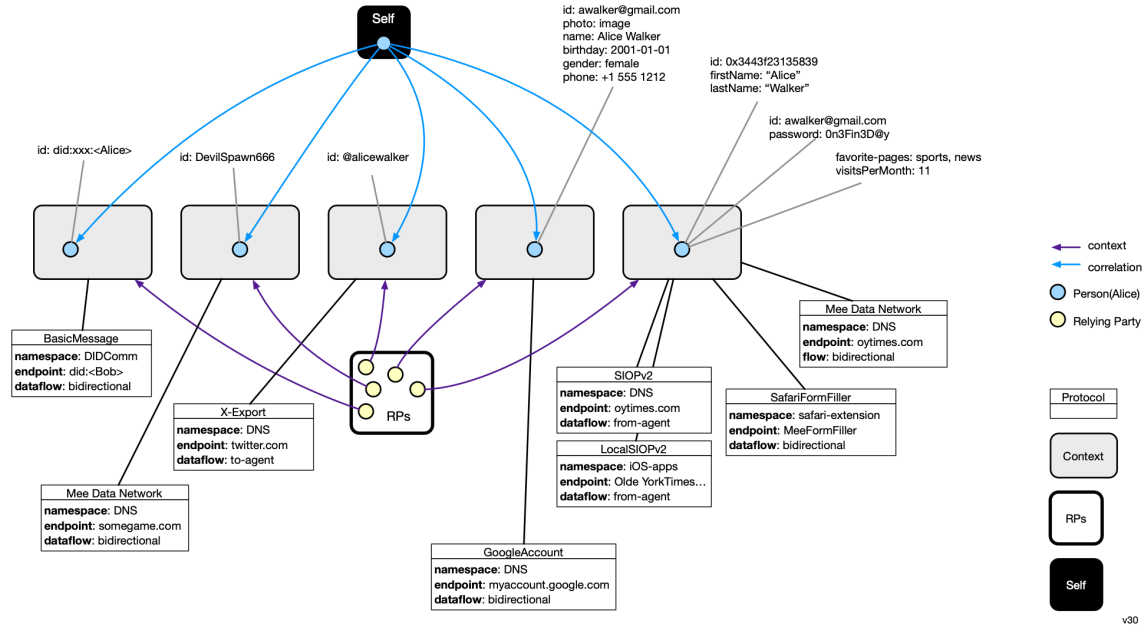 Self
id: awalker@gmail.com
photo: image
name: Alice Walker
birthday: 2001-01-01
gender: female
phone: +1 555 1212
id: 0x3443f23135839
firstName: “Alice”
lastName: “Walker”
id: awalker@gmail.com
password: 0n3Fin3D@y
favorite-pages: sports, news
visitsPerMonth: 11
id: did:xxx:<Alice>
id: DevilSpawn666
id: @alicewalker
context
correlation
Person(Alice)
Relying Party
BasicMessage
namespace: DIDComm
endpoint: did:<Bob>
dataflow: bidirectional
Mee Data Network
namespace: DNS
endpoint: oytimes.com
flow: bidirectional
RPs
X-Export
namespace: DNS
endpoint: twitter.com
dataflow: to-agent
SIOPv2
namespace: DNS
endpoint: oytimes.com
dataflow: from-agent
SafariFormFiller
namespace: safari-extension
endpoint: MeeFormFiller
dataflow: bidirectional
LocalSIOPv2
namespace: iOS-apps
endpoint: Olde YorkTimes…
dataflow: from-agent
Mee Data Network
namespace: DNS
endpoint: somegame.com
dataflow: bidirectional
GoogleAccount
namespace: DNS
endpoint: myaccount.google.com
dataflow: bidirectional
Protocol
Context
RPs
Self
v30